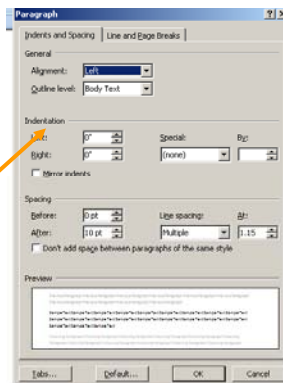 Paragraph
Indents and Spacing Line and Page Breaks
General
Alignment: Left
Outline level: Body Text
Indentation
0" Special: By:
Right: 0" (none)
Mirror indents
Spacing
Before: 0 pt Line spacing: At:
After: 10 pt Multiple 1.15
Don't add space between paragraphs of the same style
Preview
Tabs... Default... OK Cancel